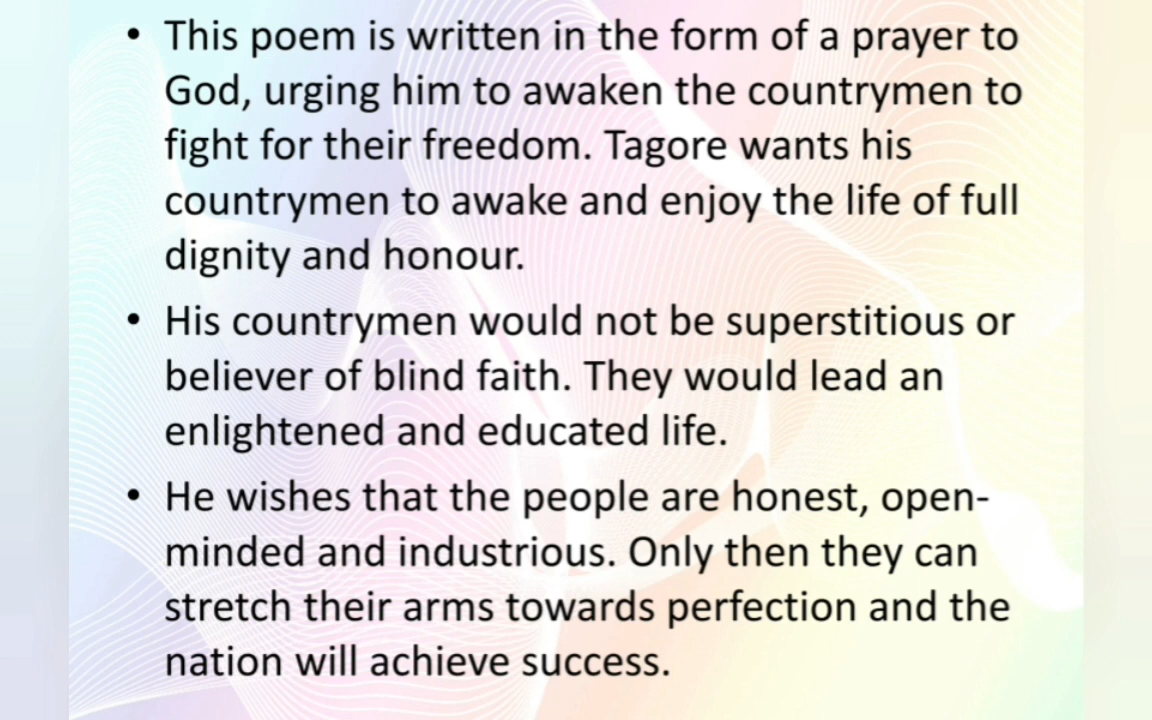 • This poem is written in the form of a prayer to
God, urging him to awaken the countrymen to
fight for their freedom. Tagore wants his
countrymen to awake and enjoy the life of full
dignity and honour.
• His countrymen would not be superstitious or
believer of blind faith. They would lead an
enlightened and educated life.
• He wishes that the people are honest, open-
minded and industrious. Only then they can
stretch their arms towards perfection and the
nation will achieve success.